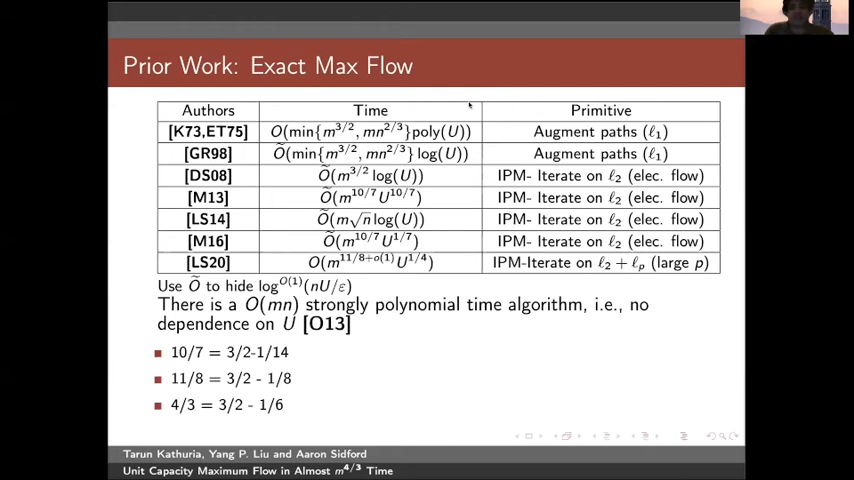 Prior Work: Exact Max Flow
Authors Time Primitive
[K73,ET75] O(min{m^{3/2}, mn^{2/3}}poly(U)) Augment paths (ℓ₁)
[GR98] Õ(min{m^{3/2}, mn^{2/3}} log(U)) Augment paths (ℓ₁)
[DS08] Õ(m^{3/2} log(U)) IPM- Iterate on ℓ₂ (elec. flow)
[M13] Õ(m^{10/7}U^{10/7}) IPM- Iterate on ℓ₂ (elec. flow)
[LS14] Õ(m√n log(U)) IPM- Iterate on ℓ₂ (elec. flow)
[M16] Õ(m^{10/7}U^{1/7}) IPM- Iterate on ℓ₂ (elec. flow)
[LS20] O(m^{11/8+o(1)}U^{1/4}) IPM-Iterate on ℓ₂ + ℓₚ (large p)
Use Õ to hide log^{O(1)}(nU/ε)
There is a O(mn) strongly polynomial time algorithm, i.e., no
dependence on U [O13]
10/7 = 3/2-1/14
11/8 = 3/2 - 1/8
4/3 = 3/2 - 1/6
Tarun Kathuria, Yang P. Liu and Aaron Sidford
Unit Capacity Maximum Flow in Almost m^{4/3} Time